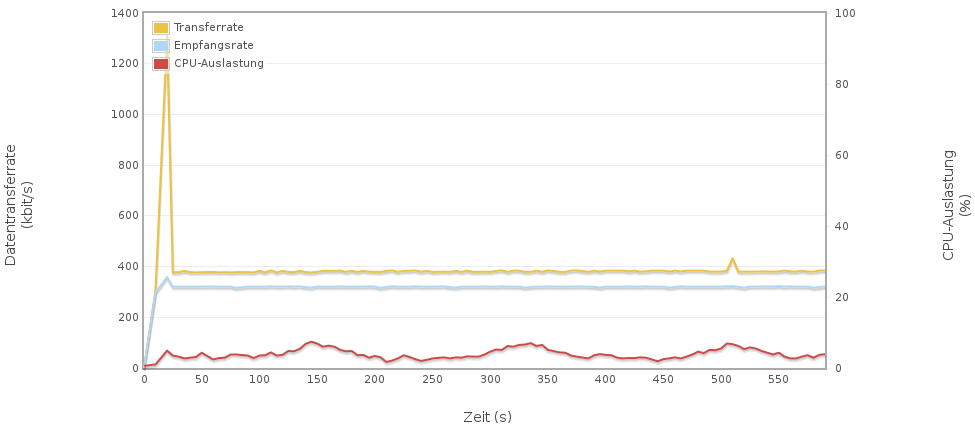 1400
1200
1000
800
600
400
200
0
Datentransferrate
(kbit/s)
Transferrate
Empfangsrate
CPU-Auslastung
100
80
60
40
20
0
CPU-Auslastung
(%)
0 50 100 150 200 250 300 350 400 450 500 550
Zeit (s)